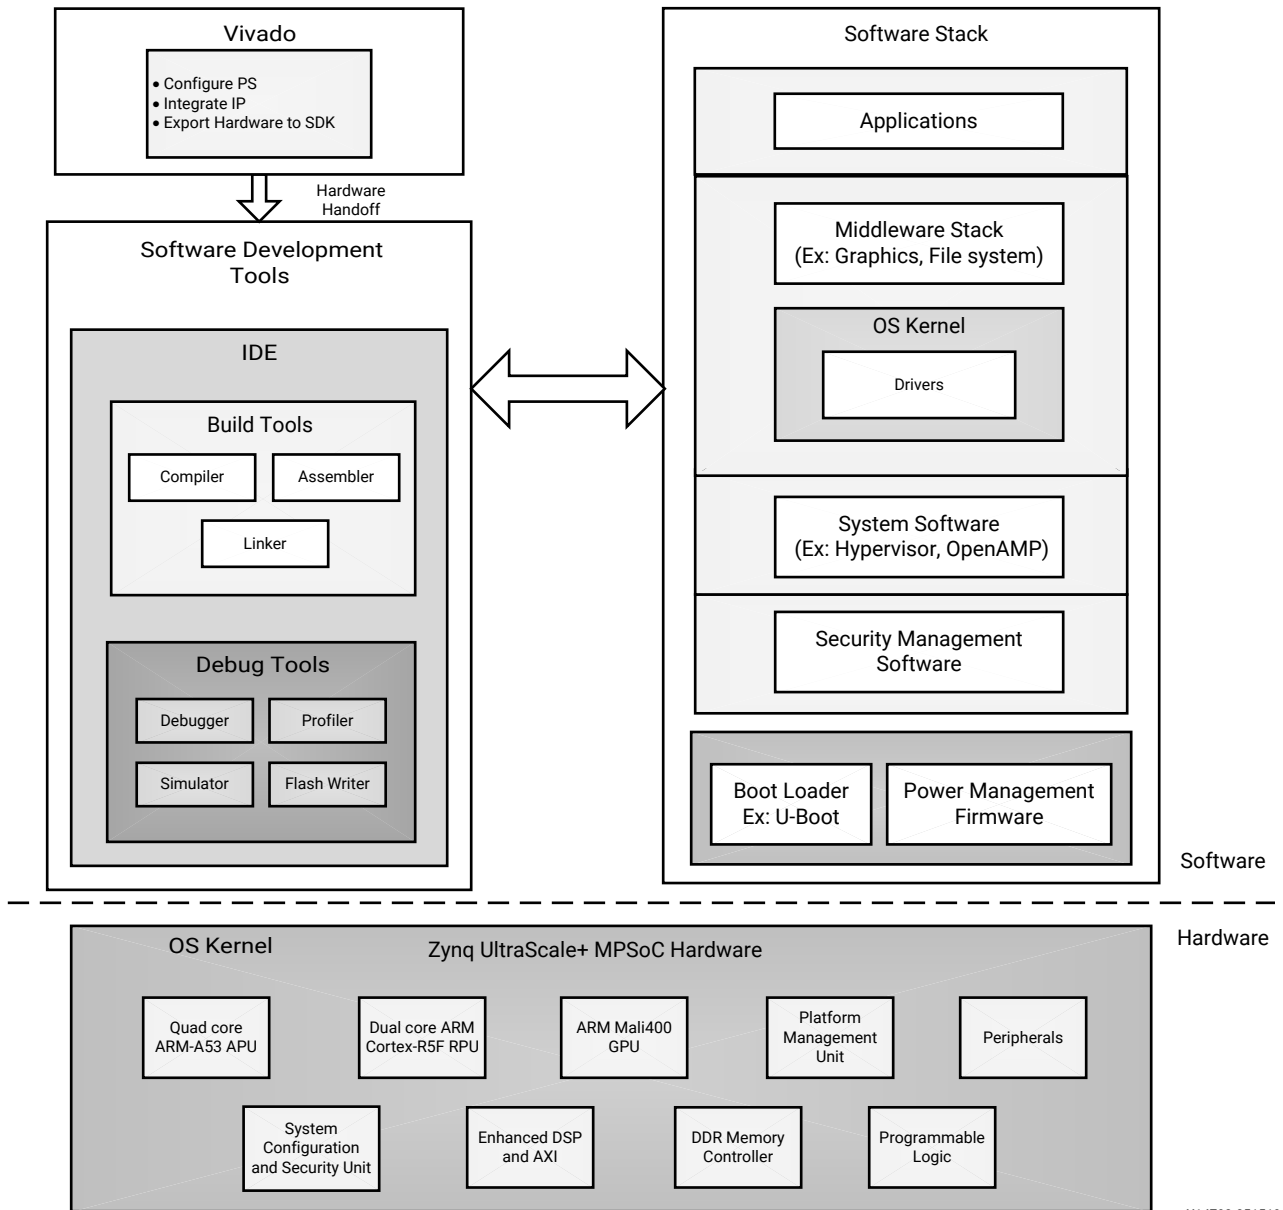 Vivado
• Configure PS
• Integrate IP
• Export Hardware to SDK
Hardware
Handoff
Software Development
Tools
IDE
Build Tools
Compiler
Assembler
Linker
Debug Tools
Debugger
Profiler
Simulator
Flash Writer
Software Stack
Applications
Middleware Stack
(Ex: Graphics, File system)
OS Kernel
Drivers
System Software
(Ex: Hypervisor, OpenAMP)
Security Management
Software
Boot Loader
Ex: U-Boot
Power Management
Firmware
Software
Hardware
OS Kernel
Zynq UltraScale+ MPSoC Hardware
Quad core
ARM-A53 APU
Dual core ARM
Cortex-R5F RPU
ARM Mali400
GPU
Platform
Management
Unit
Peripherals
System
Configuration
and Security Unit
Enhanced DSP
and AXI
DDR Memory
Controller
Programmable
Logic